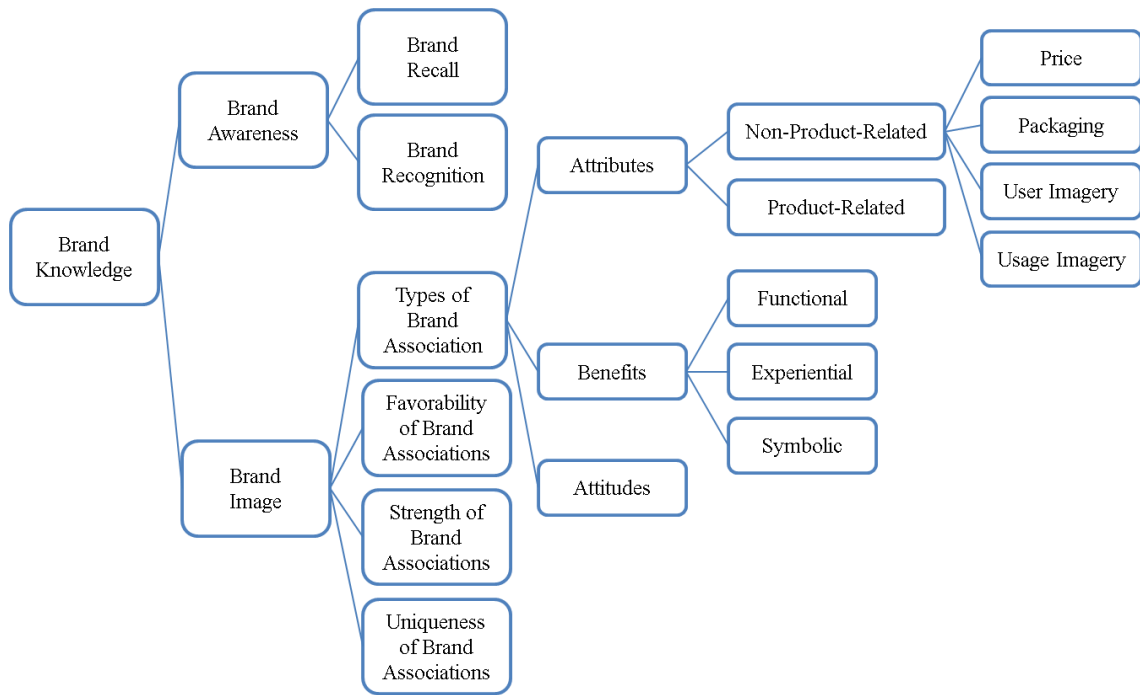 Brand
Knowledge
Brand
Awareness
Brand
Image
Brand
Recall
Brand
Recognition
Types of
Brand
Association
Favorability
of Brand
Associations
Strength of
Brand
Associations
Uniqueness
of Brand
Associations
Attributes
Benefits
Attitudes
Non-Product-Related
Product-Related
Functional
Experiential
Symbolic
Price
Packaging
User Imagery
Usage Imagery